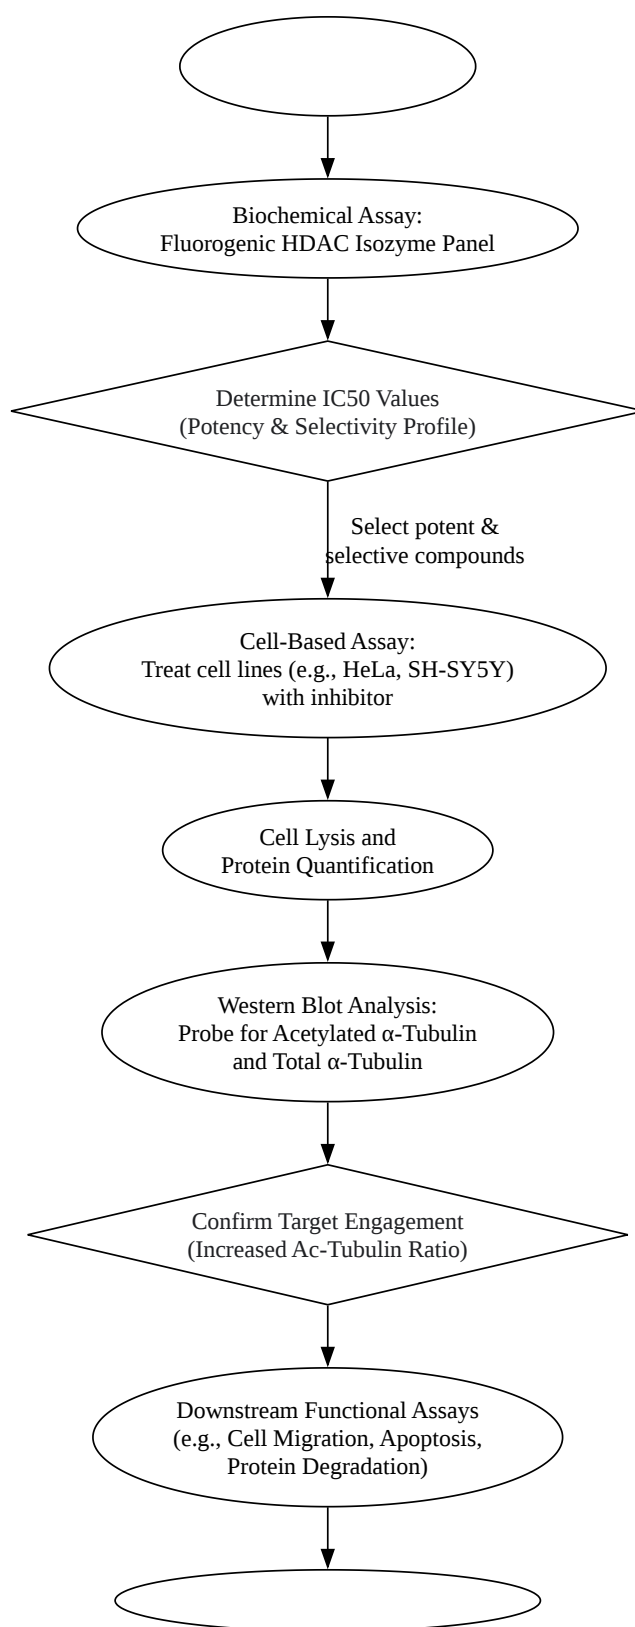 Biochemical Assay:
Fluorogenic HDAC Isozyme Panel
Determine IC50 Values
(Potency & Selectivity Profile)
Select potent &
selective compounds
Cell-Based Assay:
Treat cell lines (e.g., HeLa, SH-SY5Y)
with inhibitor
Cell Lysis and
Protein Quantification
Western Blot Analysis:
Probe for Acetylated α-Tubulin
and Total α-Tubulin
Confirm Target Engagement
(Increased Ac-Tubulin Ratio)
Downstream Functional Assays
(e.g., Cell Migration, Apoptosis,
Protein Degradation)